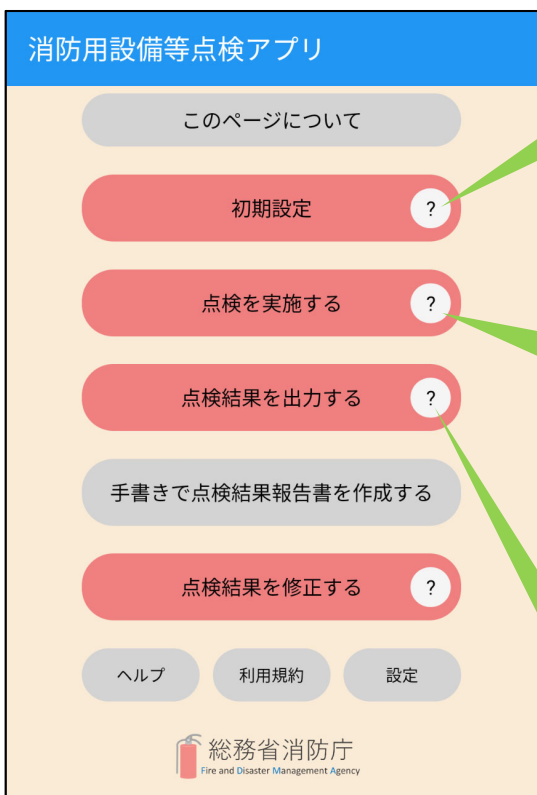 消防用設備等点検アプリ
このページについて
初期設定 ?
点検を実施する ?
点検結果を出力する ?
手書きで点検結果報告書を作成する
点検結果を修正する ?
ヘルプ 利用規約 設定
総務省消防庁
Fire and Disaster Management Agency